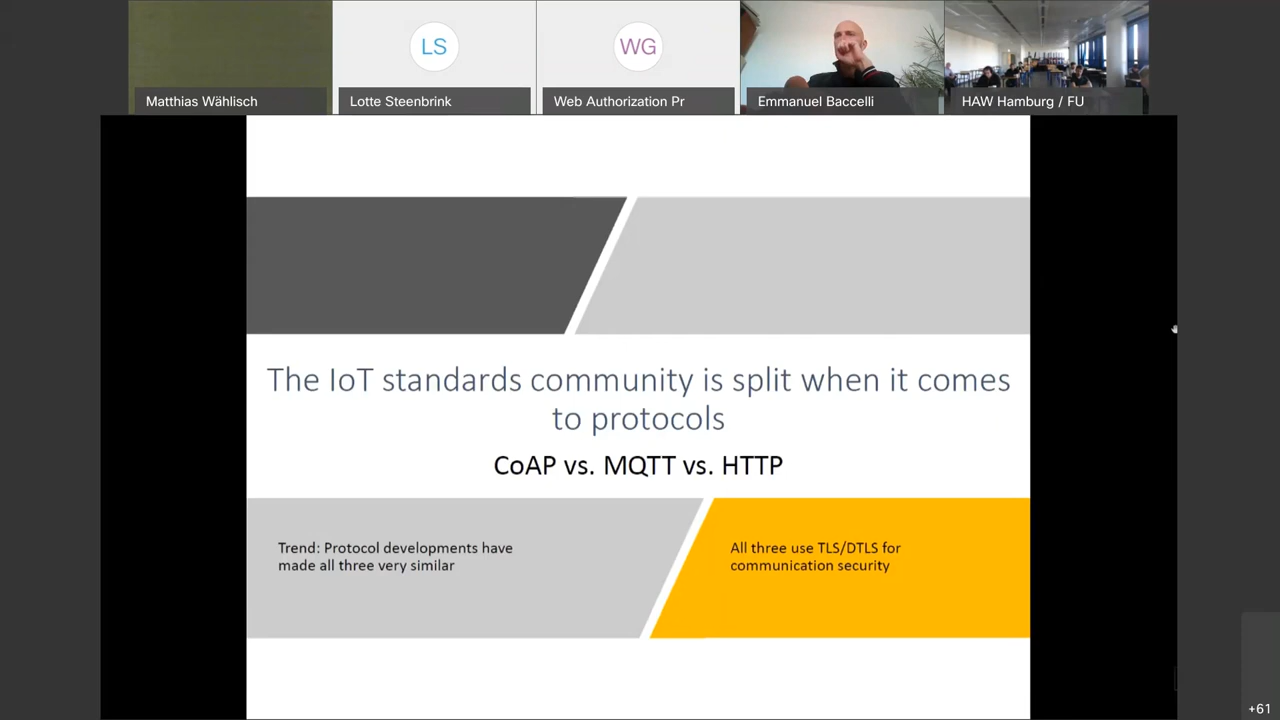 LS
WG
Matthias Wählisch
Lotte Steenbrink
Web Authorization Pr
Emmanuel Baccelli
HAW Hamburg / FU
The IoT standards community is split when it comes
to protocols
CoAP vs. MQTT vs. HTTP
Trend: Protocol developments have
made all three very similar
All three use TLS/DTLS for
communication security
+61